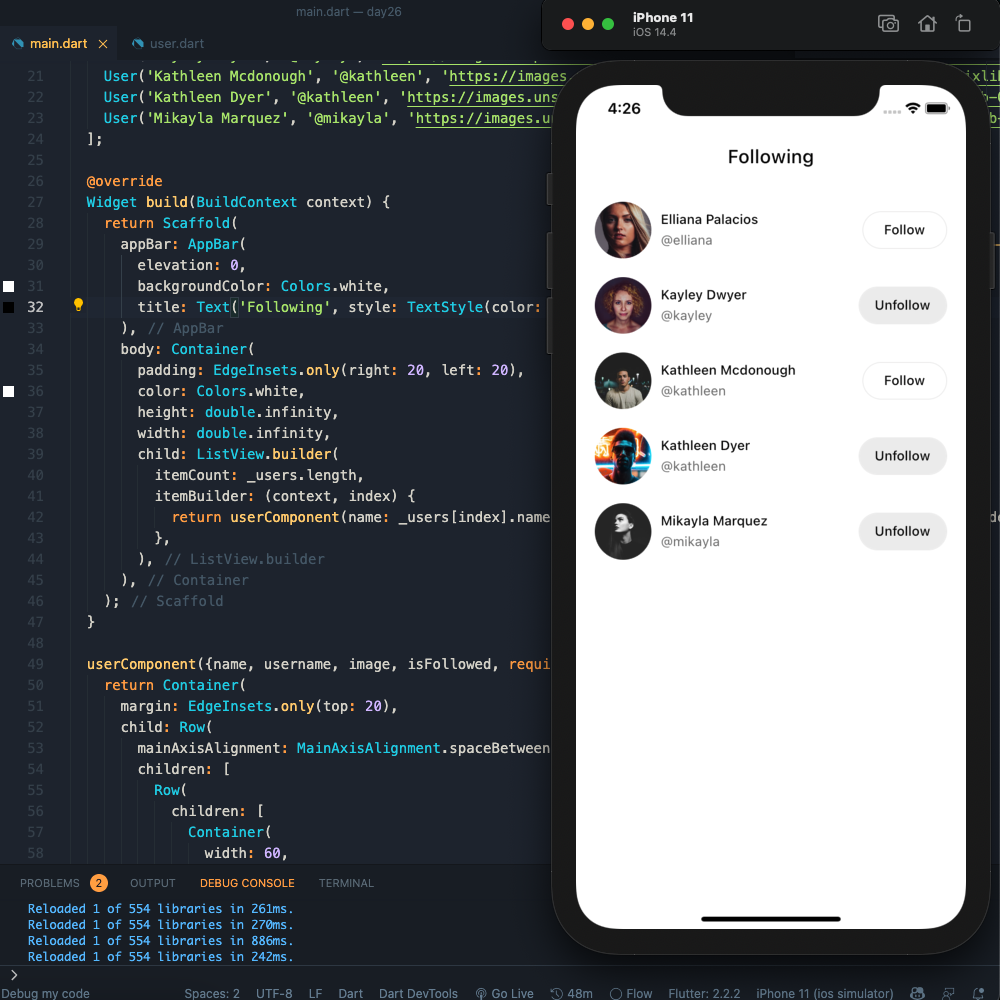 main.dart — day26
main.dart
user.dart
21 User('Kathleen Mcdonough', '@kathleen', 'https://images.
22 User('Kathleen Dyer', '@kathleen', 'https://images.uns
23 User('Mikayla Marquez', '@mikayla', 'https://images.un
24 ];
25
26 @override
27 Widget build(BuildContext context) {
28 return Scaffold(
29 appBar: AppBar(
30 elevation: 0,
31 backgroundColor: Colors.white,
32 title: Text('Following', style: TextStyle(color:
33 ), // AppBar
34 body: Container(
35 padding: EdgeInsets.only(right: 20, left: 20),
36 color: Colors.white,
37 height: double.infinity,
38 width: double.infinity,
39 child: ListView.builder(
40 itemCount: _users.length,
41 itemBuilder: (context, index) {
42 return userComponent(name: _users[index].name
43 },
44 ), // ListView.builder
45 ), // Container
46 ); // Scaffold
47 }
48
49 userComponent({name, username, image, isFollowed, requi
50 return Container(
51 margin: EdgeInsets.only(top: 20),
52 child: Row(
53 mainAxisAlignment: MainAxisAlignment.spaceBetween
54 children: [
55 Row(
56 children: [
57 Container(
58 width: 60,
PROBLEMS 2 OUTPUT DEBUG CONSOLE TERMINAL
Reloaded 1 of 554 libraries in 261ms.
Reloaded 1 of 554 libraries in 270ms.
Reloaded 1 of 554 libraries in 886ms.
Reloaded 1 of 554 libraries in 242ms.
Debug my code Spaces: 2 UTF-8 LF Dart Dart DevTools Go Live 48m Flow Flutter: 2.2.2 iPhone 11 (ios simulator)
iPhone 11
iOS 14.4
4:26
Following
Elliana Palacios
@elliana
Follow
Kayley Dwyer
@kayley
Unfollow
Kathleen Mcdonough
@kathleen
Follow
Kathleen Dyer
@kathleen
Unfollow
Mikayla Marquez
@mikayla
Unfollow